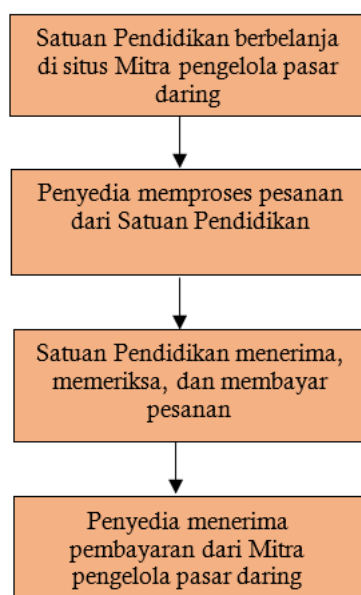 Satuan Pendidikan berbelanja
di situs Mitra pengelola pasar
daring
Penyedia memproses pesanan
dari Satuan Pendidikan
Satuan Pendidikan menerima,
memeriksa, dan membayar
pesanan
Penyedia menerima
pembayaran dari Mitra
pengelola pasar daring